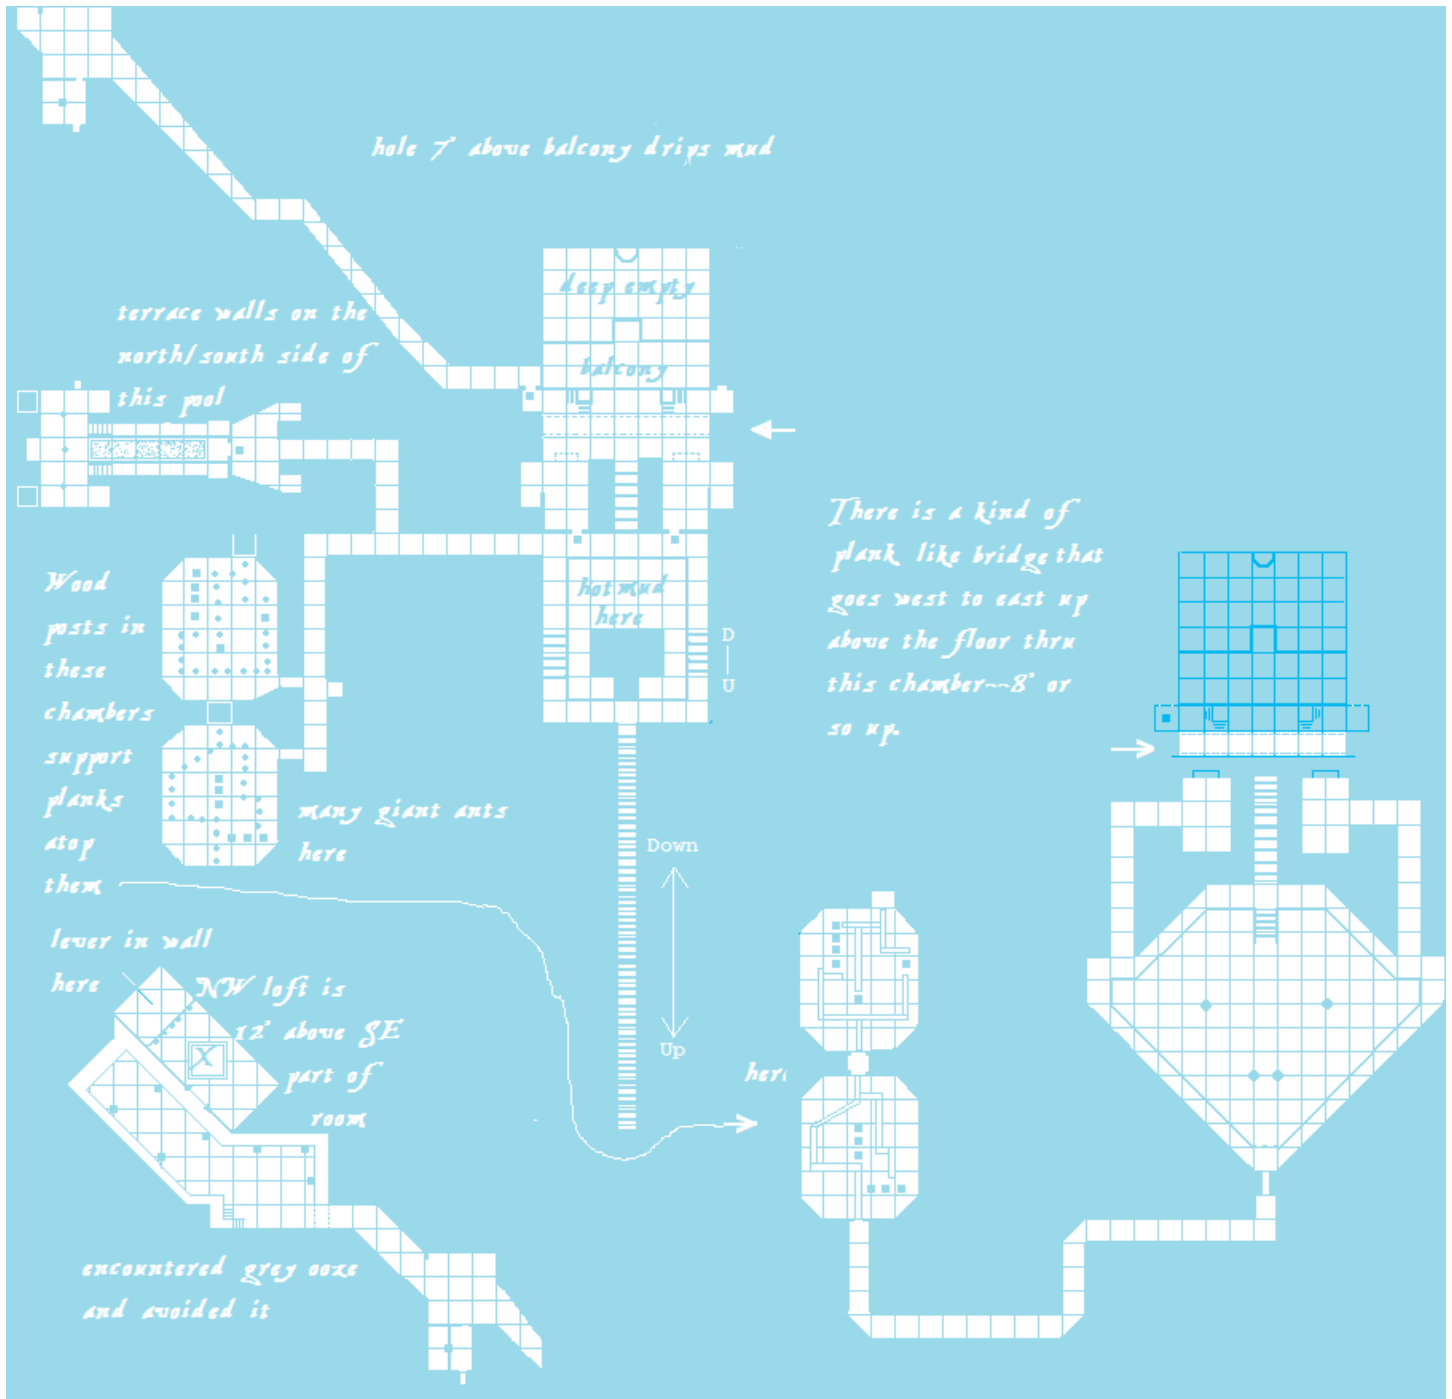 hole 7' above balcony drips mud
deep empty
balcony
terrace walls on the
north/south side of
this pool
There is a kind of
plank like bridge that
goes west to east up
above the floor thru
this chamber--8' or
so up.
Wood
posts in
these
chambers
support
planks
atop
them
hot mud
here
D
U
many giant ants
here
Down
Up
lever in wall
here
NW loft is
12' above SE
part of
room
X
here
encountered grey ooze
and avoided it